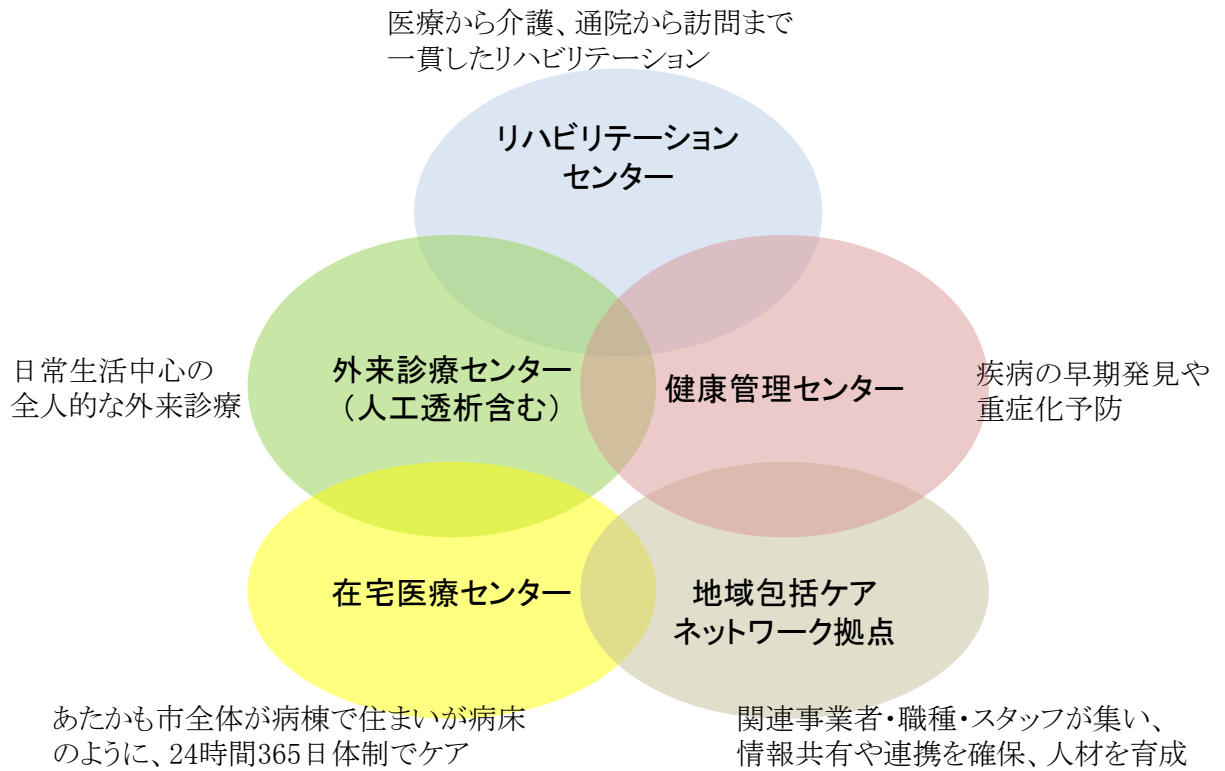 医療から介護、通院から訪問まで
一貫したリハビリテーション
リハビリテーション
センター
日常生活中心の
全人的な外来診療
外来診療センター
（人工透析含む）
健康管理センター
疾病の早期発見や
重症化予防
在宅医療センター
地域包括ケア
ネットワーク拠点
あたかも市全体が病棟で住まいが病床
のように、24時間365日体制でケア
関連事業者・職種・スタッフが集い、
情報共有や連携を確保、人材を育成